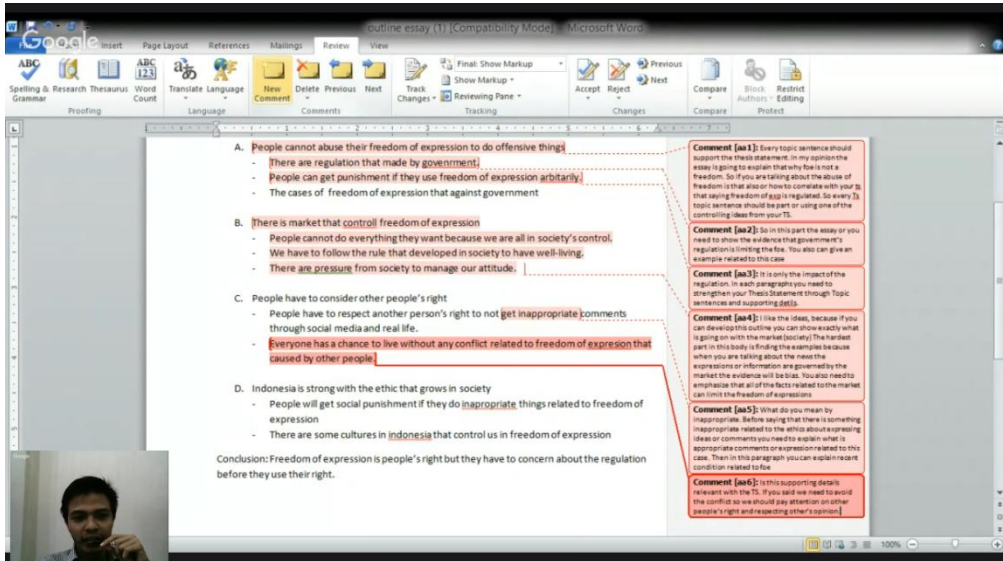 outline essay (1) [Compatibility Mode] - Microsoft Word
Google
File
Insert
Page Layout
References
Mailings
Review
View
ABC
Spelling &
Grammar
Research
Thesaurus
ABC
123
Word
Count
Translate
Language
New
Comment
Delete
Previous
Next
Track
Changes
Final: Show Markup
Show Markup
Reviewing Pane
Accept
Reject
Previous
Next
Compare
Block
Authors
Restrict
Editing
Proofing
Language
Comments
Tracking
Changes
Compare
Protect
A. People cannot abuse their freedom of expression to do offensive things
- There are regulation that made by govenrment.
- People can get punishment if they use freedom of expression arbitarily.
- The cases of freedom of expression that against government
B. There is market that controll freedom of expression
- People cannot do everything they want because we are all in society's control.
- We have to follow the rule that developed in society to have well-living.
- There are pressure from society to manage our attitude.
C. People have to consider other people's right
- People have to respect another person's right to not get inappropriate comments
through social media and real life.
- Everyone has a chance to live without any conflict related to freedom of expresion that
caused by other people.
D. Indonesia is strong with the ethic that grows in society
- People will get social punishment if they do inapropriate things related to freedom of
expression
- There are some cultures in indonesia that control us in freedom of expression
Conclusion: Freedom of expression is people's right but they have to concern about the regulation
before they use their right.
Comment [aa1]: Every topic sentence should
support the thesis statement. In my opinion the
essay is going to explain that why foe is not a
freedom. So if you are talking about the abuse of
freedom is that also or how to correlate with your ts
that saying freedom of exp is regulated. So every Ts
topic sentence should be part or using one of the
controlling ideas from your TS.
Comment [aa2]: So in this part the essay or you
need to show the evidence that government's
regulation is limiting the foe. You also can give an
example related to this case
Comment [aa3]: It is only the impact of the
regulation. In each paragraphs you need to
strengthen your Thesis Statement through Topic
sentences and supporting detils.
Comment [aa4]: I like the ideas, because if you
can develop this outline you can show exactly what
is going on with the market (society) The hardest
part in this body is finding the examples because
when you are talking about the news the
expressions or information are governed by the
market the evidence will be bias. You also need to
emphasize that all of the facts related to the market
can limit the freedom of expressions
Comment [aa5]: What do you mean by
inappropriate. Before saying that there is something
inappropriate related to the ethics about expressing
ideas or comments you need to explain what is
appropriate comments or expression related to this
case. Then in this paragraph you can explain recent
condition related to foe
Comment [aa6]: Is this supporting details
relevant with the TS. If you said we need to avoid
the conflict so we should pay attention on other
people's right and respecting other's opinion.
100%